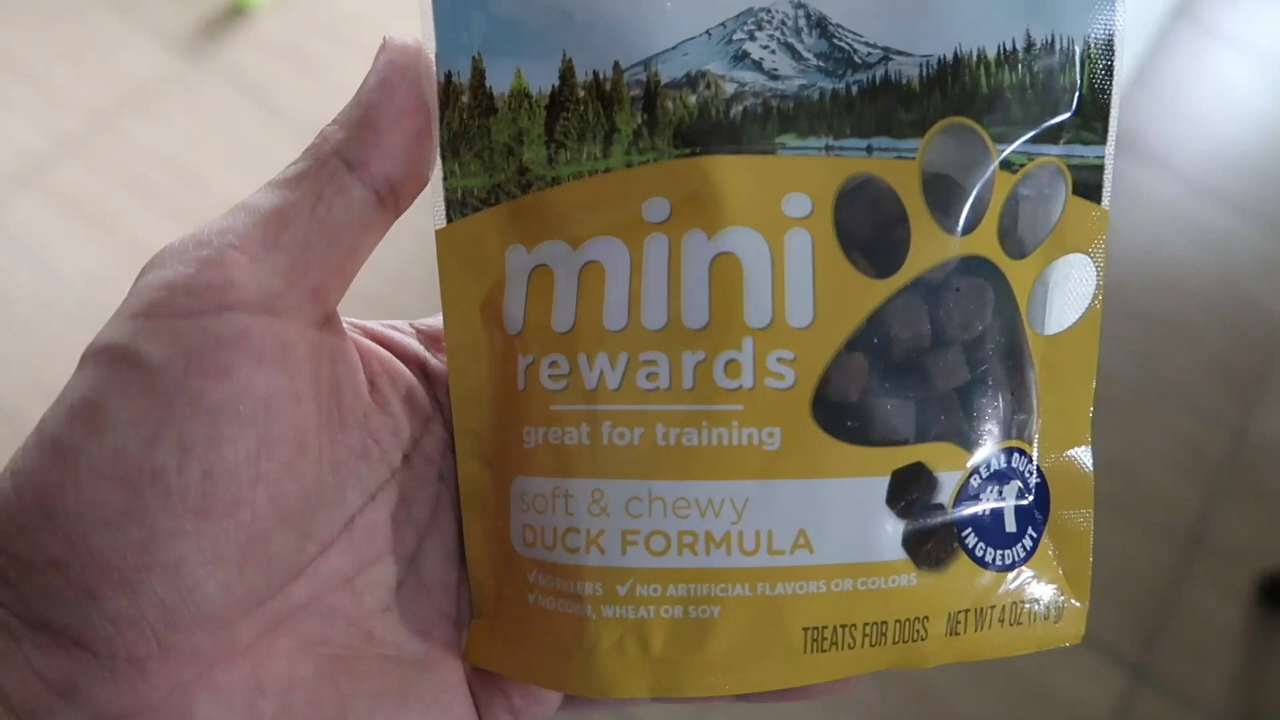 mini
rewards
great for training
soft & chewy
DUCK FORMULA
REAL DUCK
#1
INGREDIENT
✓NO FILLERS ✓NO ARTIFICIAL FLAVORS OR COLORS
✓NO CORN, WHEAT OR SOY
TREATS FOR DOGS NET WT 4 OZ